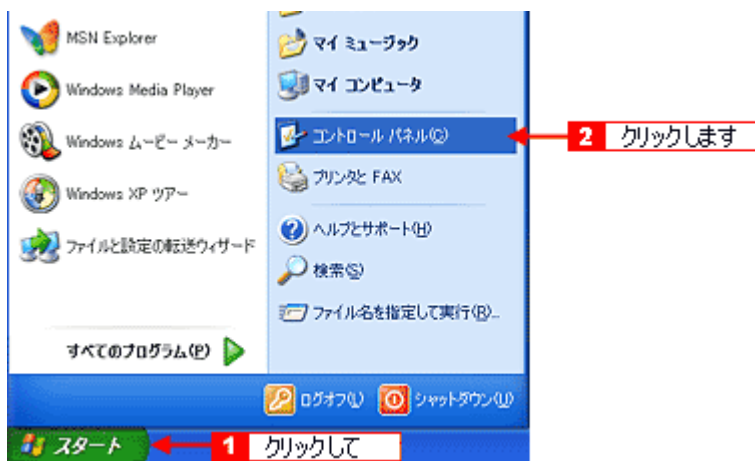 MSN Explorer
Windows Media Player
Windows ムービー メーカー
Windows XP ツアー
ファイルと設定の転送ウィザード
すべてのプログラム(P)
マイ ミュージック
マイ コンピュータ
コントロール パネル(C)
2 クリックします
プリンタと FAX
ヘルプとサポート(H)
検索(S)
ファイル名を指定して実行(R)...
ログオフ(L)
シャットダウン(U)
スタート
1 クリックして